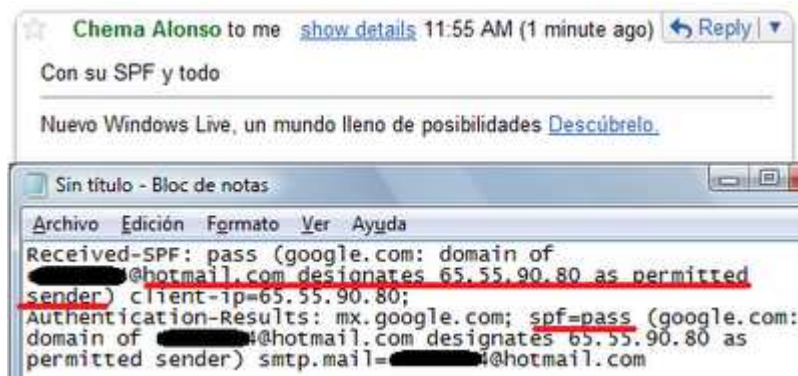 Chema Alonso to me show details 11:55 AM (1 minute ago) Reply
Con su SPF y todo
Nuevo Windows Live, un mundo lleno de posibilidades Descúbrelo.
Sin título - Bloc de notas
Archivo Edición Formato Ver Ayuda
Received-SPF: pass (google.com: domain of
@hotmail.com designates 65.55.90.80 as permitted
sender) client-ip=65.55.90.80;
Authentication-Results: mx.google.com; spf=pass (google.com:
domain of 4@hotmail.com designates 65.55.90.80 as
permitted sender) smtp.mail=4@hotmail.com